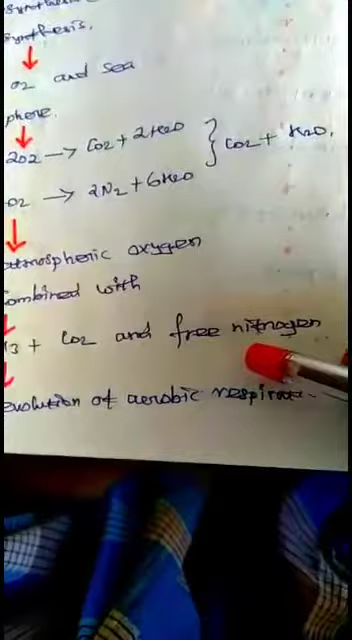 synthesis.
O2 and sea
phere.
2O2 → CO2 + 2H2O } CO2 + H2O.
O2 → 2N2 + 6H2O
atmospheric oxygen
combined with
3 + CO2 and free nitrogen
evolution of aerobic